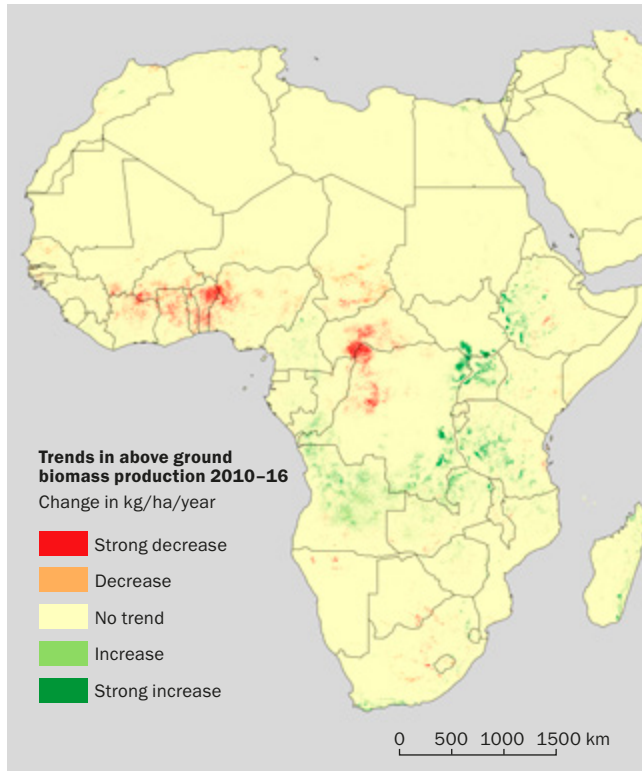 Trends in above ground
biomass production 2010–16
Change in kg/ha/year
Strong decrease
Decrease
No trend
Increase
Strong increase
0 500 1000 1500 km